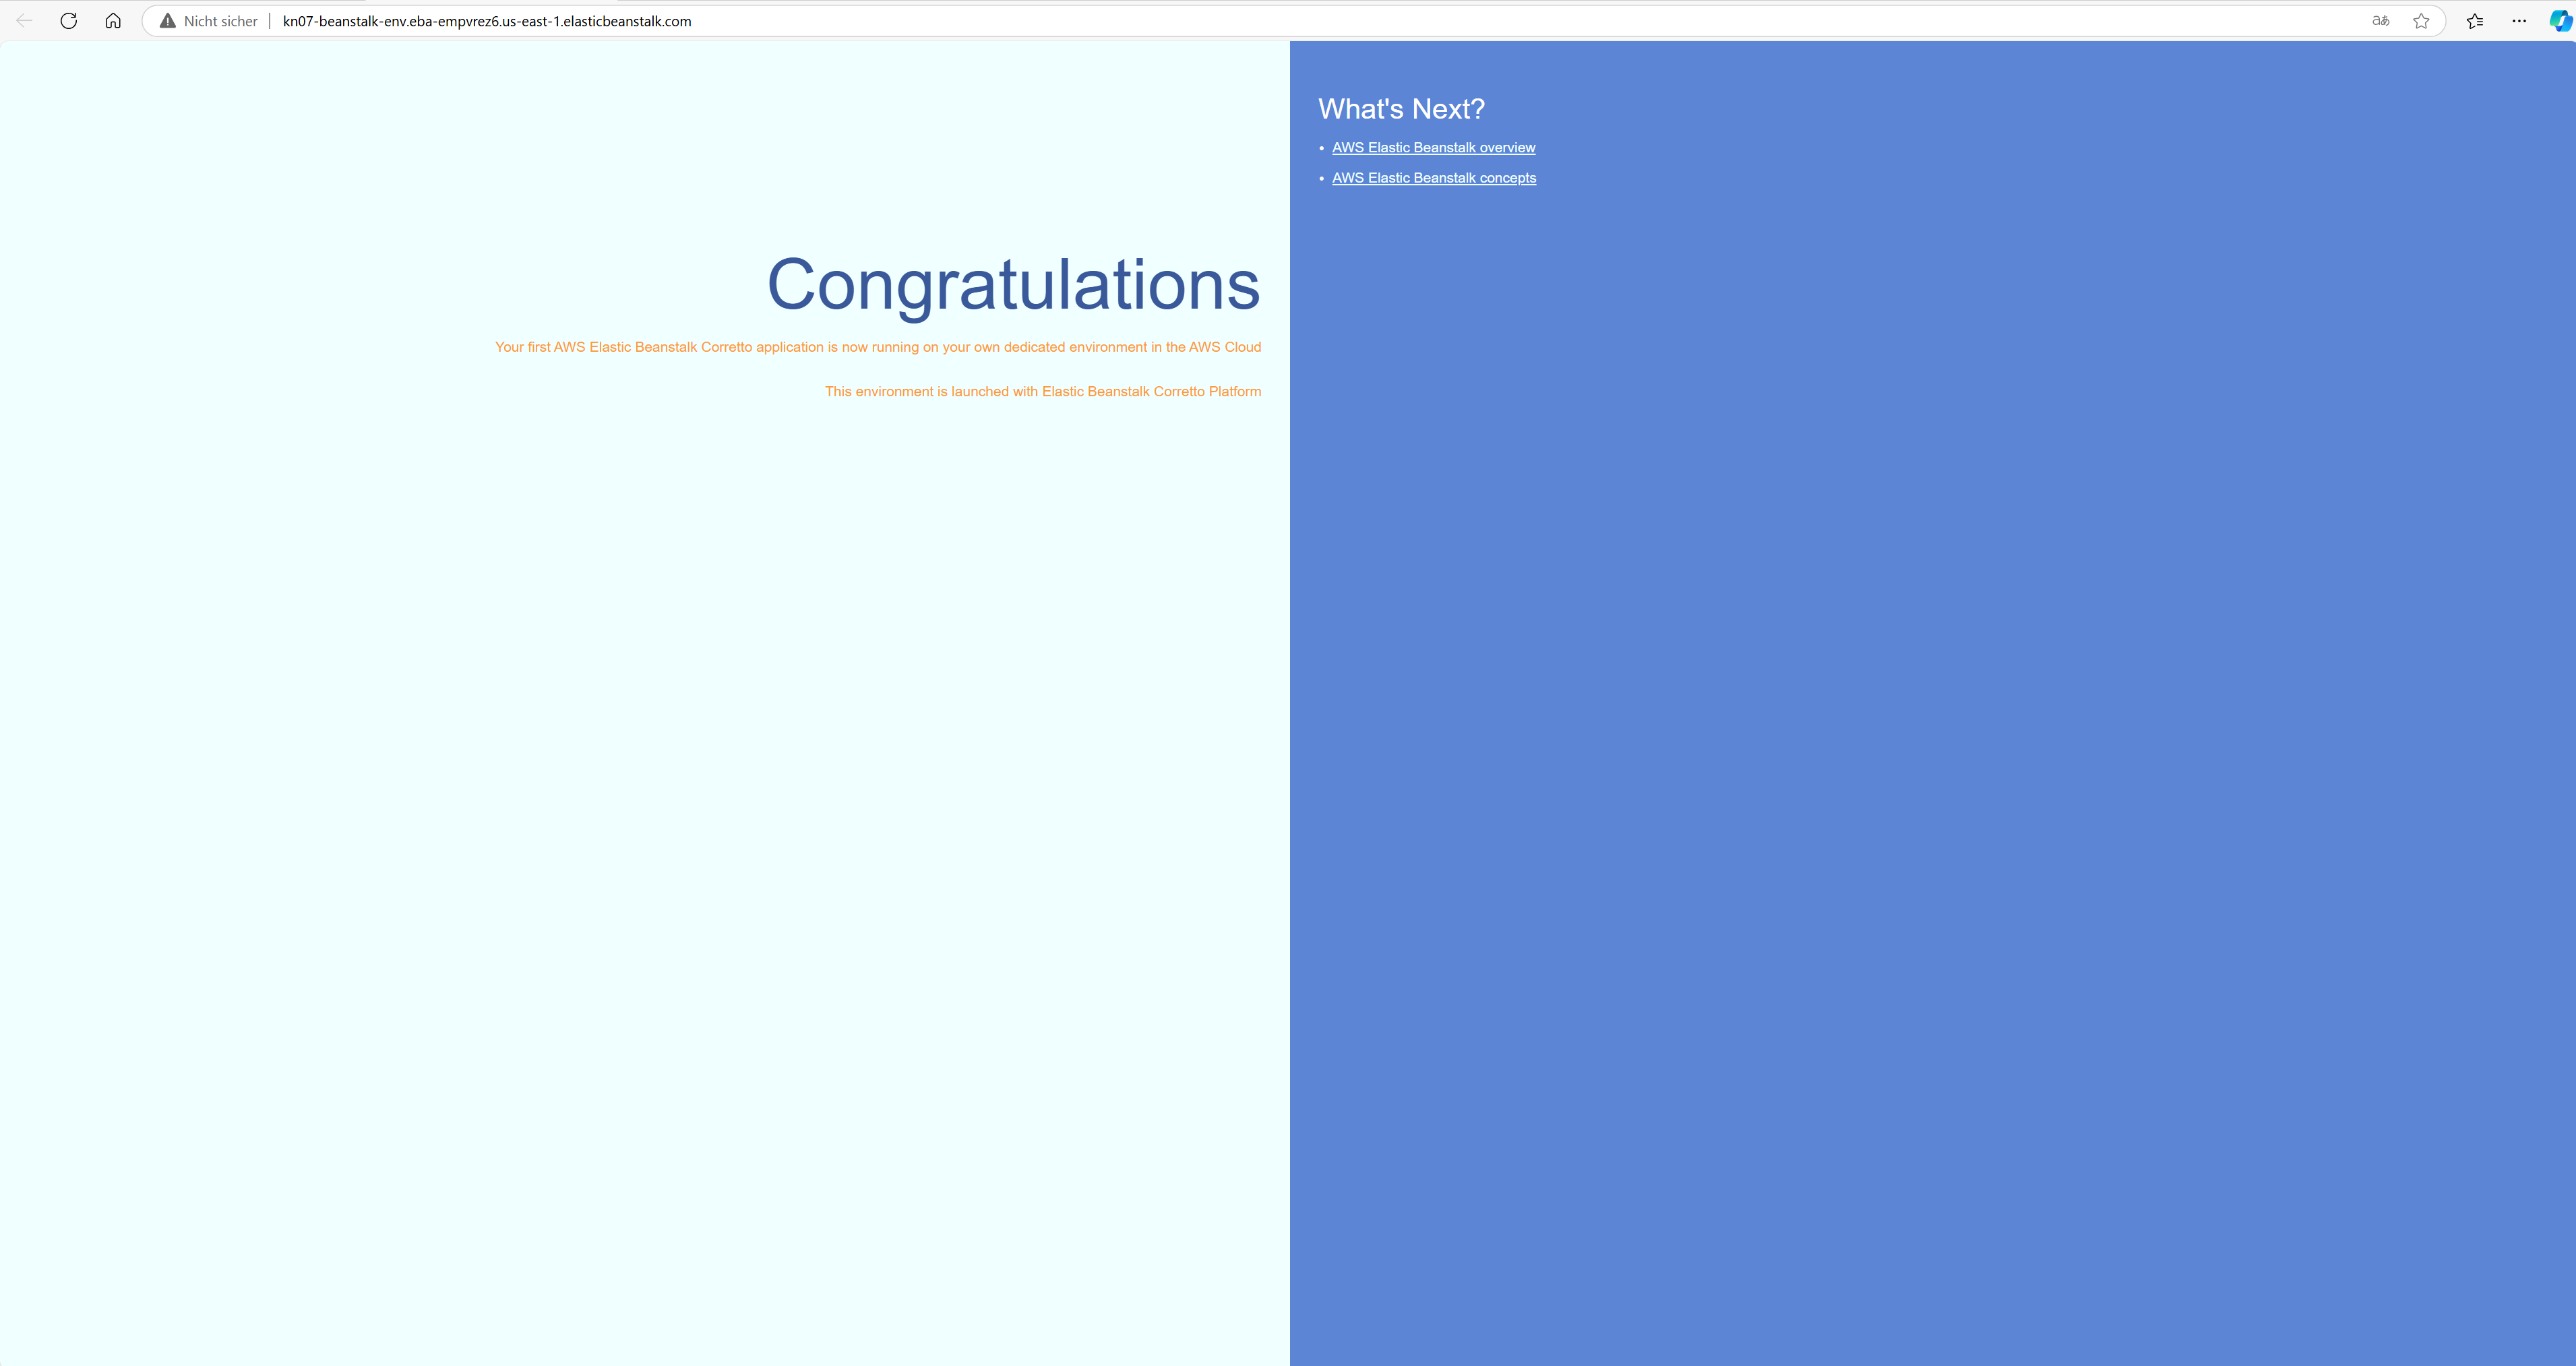 Nicht sicher
kn07-beanstalk-env.eba-empvrez6.us-east-1.elasticbeanstalk.com
aあ
Congratulations
Your first AWS Elastic Beanstalk Corretto application is now running on your own dedicated environment in the AWS Cloud
This environment is launched with Elastic Beanstalk Corretto Platform
What's Next?
• AWS Elastic Beanstalk overview
• AWS Elastic Beanstalk concepts